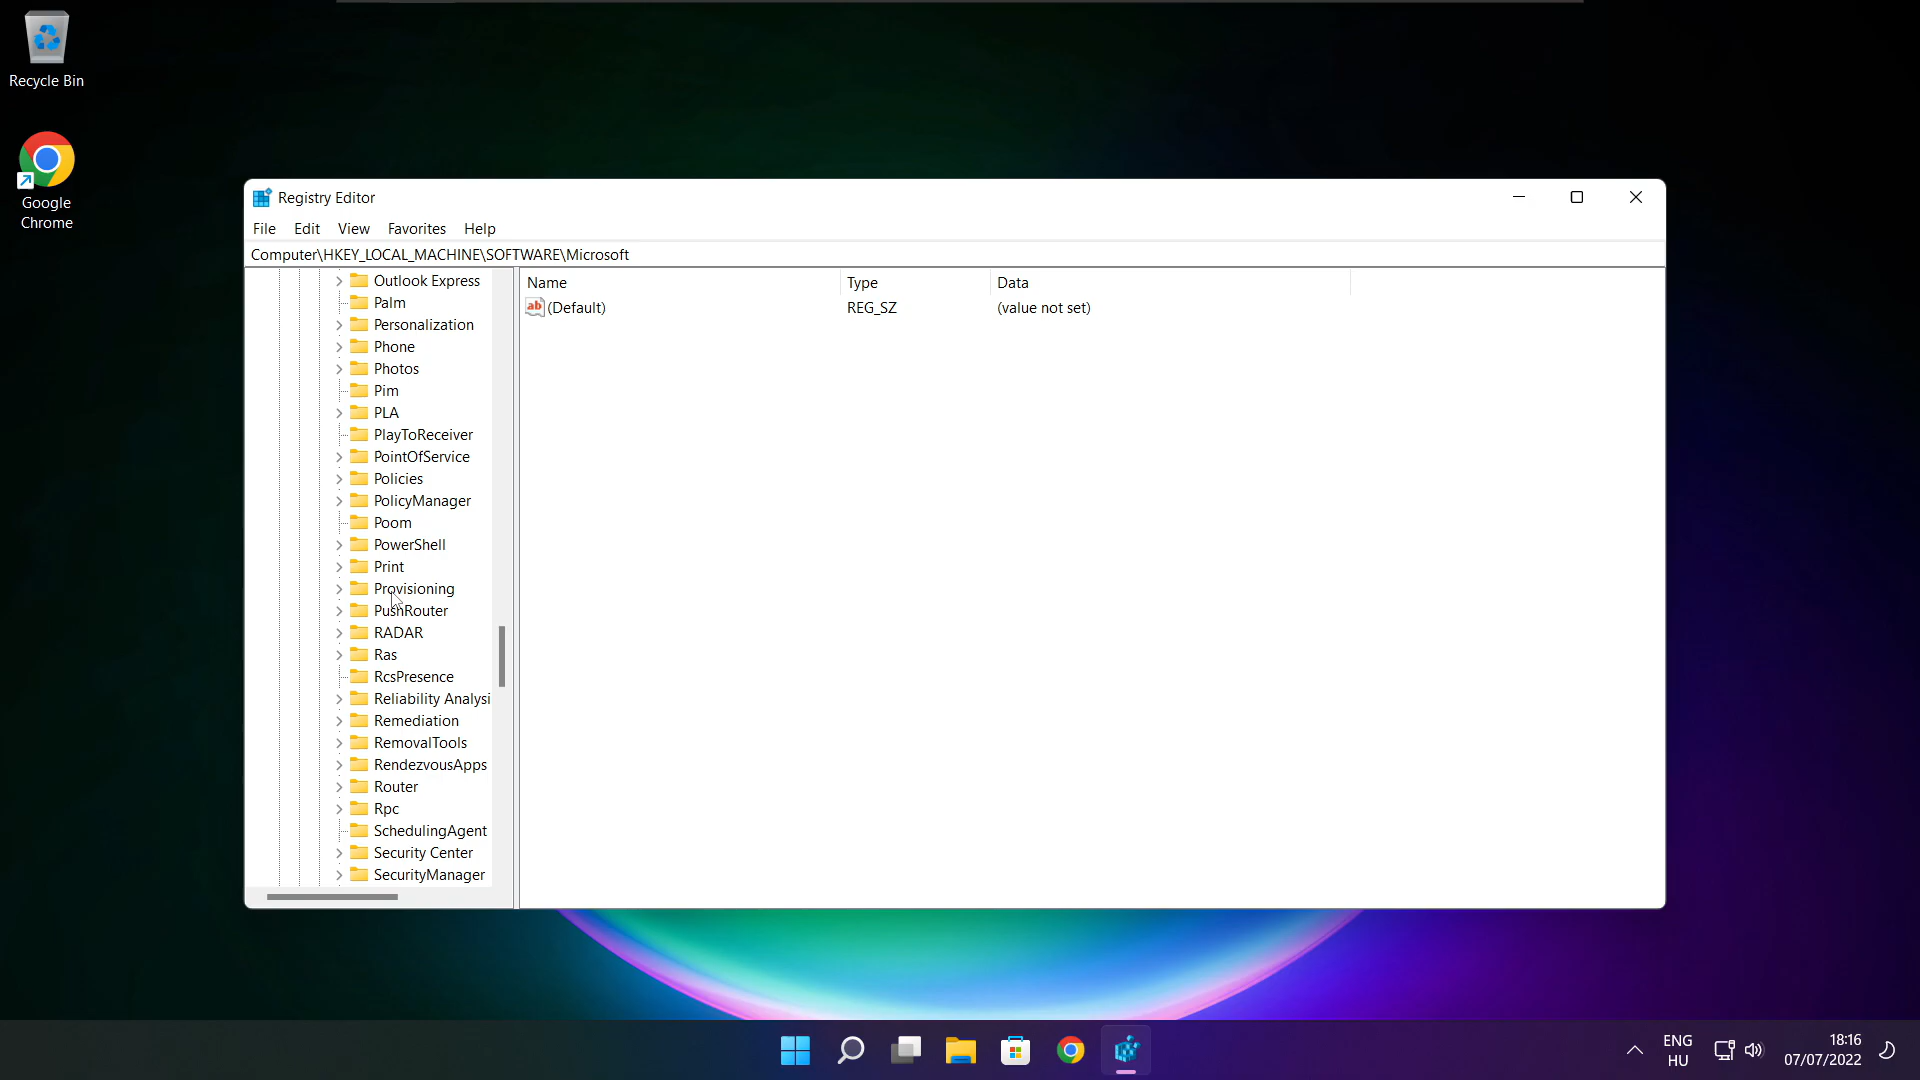 Recycle Bin
Google
Chrome
Registry Editor
File Edit View Favorites Help
Computer\HKEY_LOCAL_MACHINE\SOFTWARE\Microsoft
Outlook Express
Palm
Personalization
Phone
Photos
Pim
PLA
PlayToReceiver
PointOfService
Policies
PolicyManager
Poom
PowerShell
Print
Provisioning
PushRouter
RADAR
Ras
RcsPresence
Reliability Analysi
Remediation
RemovalTools
RendezvousApps
Router
Rpc
SchedulingAgent
Security Center
SecurityManager
Name Type Data
ab (Default) REG_SZ (value not set)
ENG
HU
18:16
07/07/2022